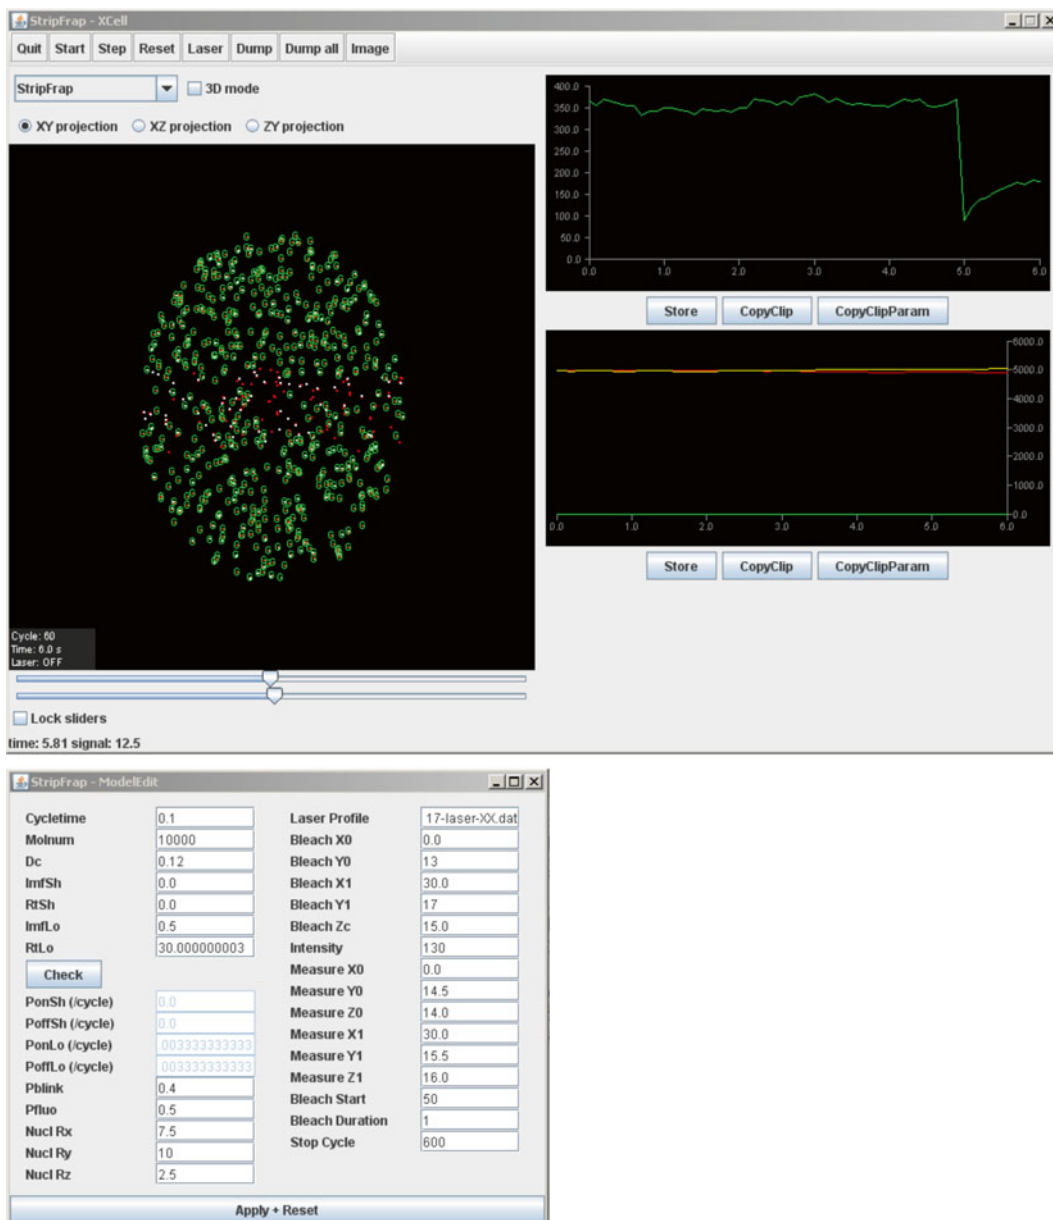 StripFrap - XCell
Quit Start Step Reset Laser Dump Dump all Image
StripFrap 3D mode
XY projection XZ projection ZY projection
400.0
350.0
300.0
250.0
200.0
150.0
100.0
50.0
0.0
0.0 1.0 2.0 3.0 4.0 5.0 6.0
Store CopyClip CopyClipParam
6000.0
5000.0
4000.0
3000.0
2000.0
1000.0
0.0
0.0 1.0 2.0 3.0 4.0 5.0 6.0
Store CopyClip CopyClipParam
Cycle: 60
Time: 6.0 s
Laser: OFF
Lock sliders
time: 5.81 signal: 12.5
StripFrap - ModelEdit
Cycletime 0.1
Molnum 10000
Dc 0.12
ImfSh 0.0
RtSh 0.0
ImfLo 0.5
RtLo 30.000000003
Check
PonSh (/cycle) 0.0
PoffSh (/cycle) 0.0
PonLo (/cycle) 003333333333
PoffLo (/cycle) 003333333333
Pblink 0.4
Pfluo 0.5
Nucl Rx 7.5
Nucl Ry 10
Nucl Rz 2.5
Laser Profile 17-laser-XX.dat
Bleach X0 0.0
Bleach Y0 13
Bleach X1 30.0
Bleach Y1 17
Bleach Zc 15.0
Intensity 130
Measure X0 0.0
Measure Y0 14.5
Measure Z0 14.0
Measure X1 30.0
Measure Y1 15.5
Measure Z1 16.0
Bleach Start 50
Bleach Duration 1
Stop Cycle 600
Apply + Reset